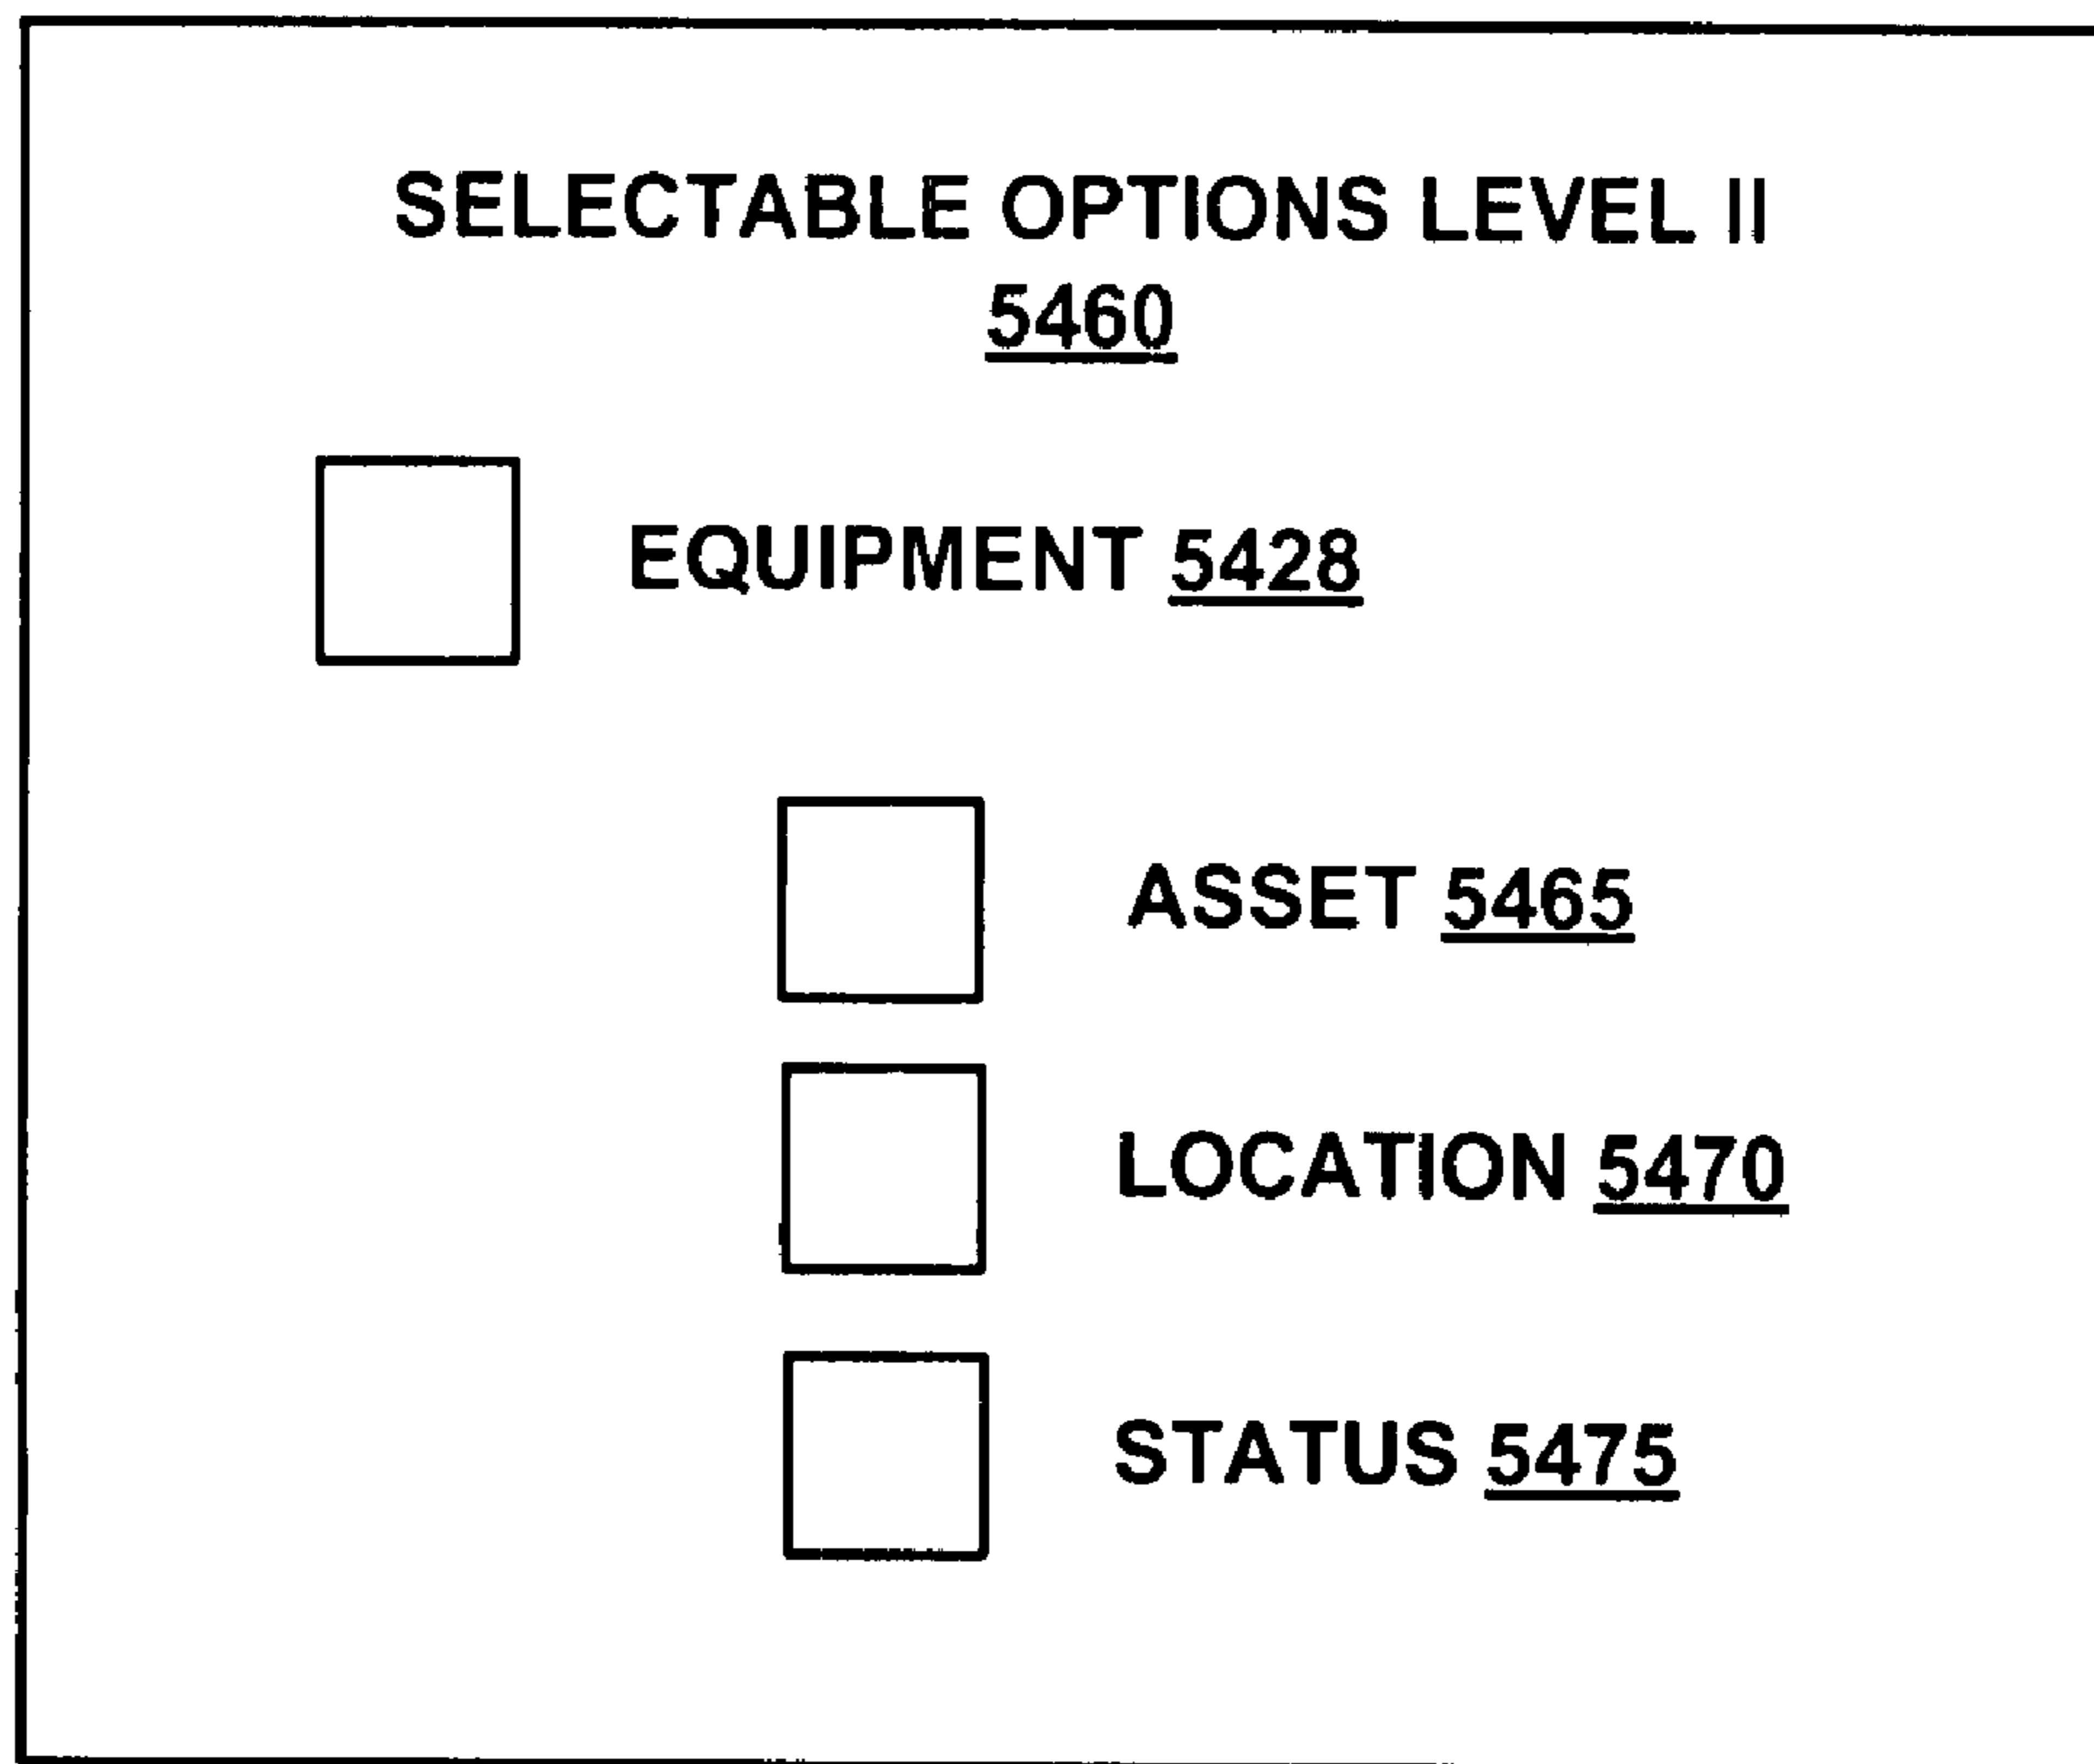 SELECTABLE OPTIONS LEVEL II
5460
EQUIPMENT 5428
ASSET 5465
LOCATION 5470
STATUS 5475